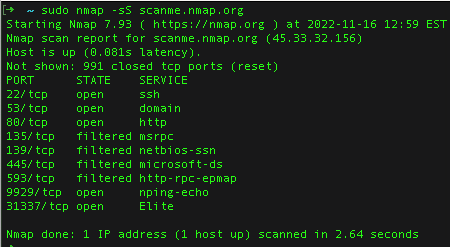 ➜ ~ sudo nmap -sS scanme.nmap.org
Starting Nmap 7.93 ( https://nmap.org ) at 2022-11-16 12:59 EST
Nmap scan report for scanme.nmap.org (45.33.32.156)
Host is up (0.081s latency).
Not shown: 991 closed tcp ports (reset)
PORT      STATE    SERVICE
22/tcp    open     ssh
53/tcp    open     domain
80/tcp    open     http
135/tcp   filtered msrpc
139/tcp   filtered netbios-ssn
445/tcp   filtered microsoft-ds
593/tcp   filtered http-rpc-epmap
9929/tcp  open     nping-echo
31337/tcp open     Elite
Nmap done: 1 IP address (1 host up) scanned in 2.64 seconds